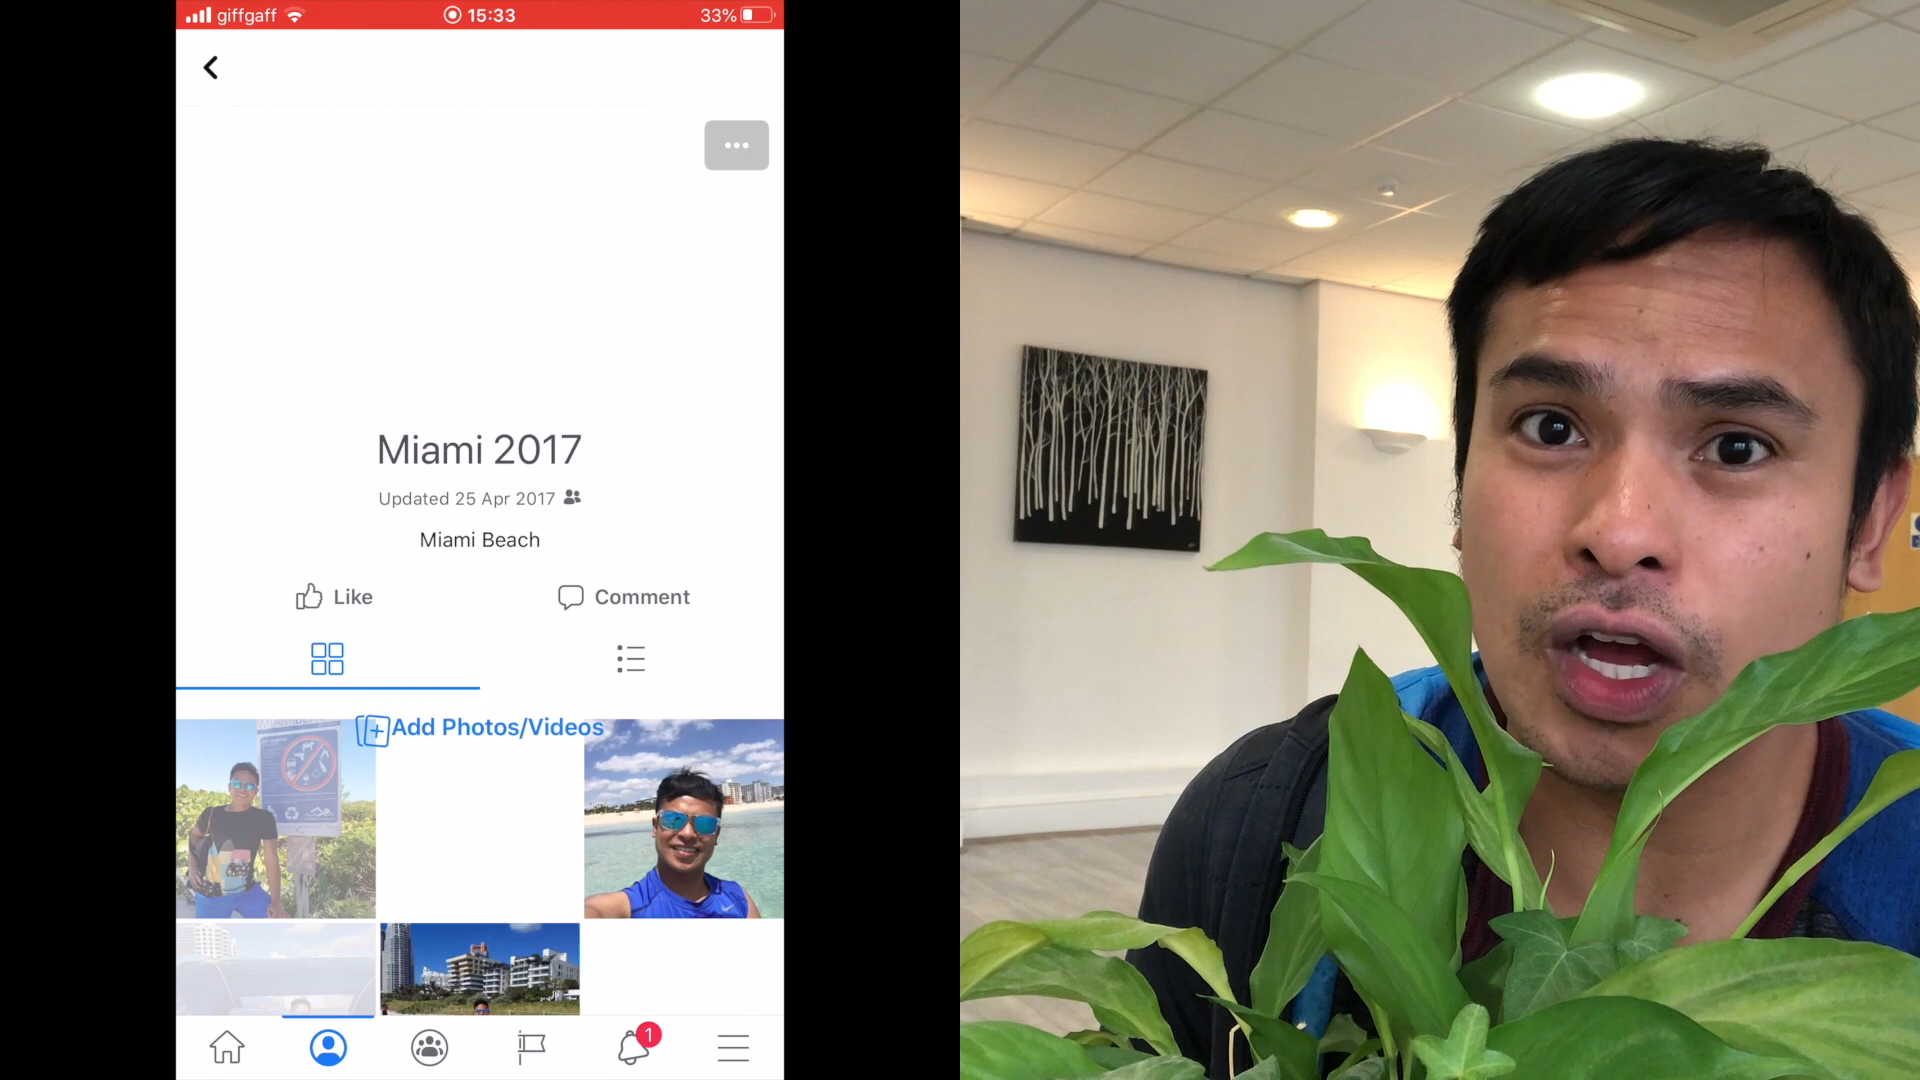 giffgaff 15:33 33%
Miami 2017
Updated 25 Apr 2017
Miami Beach
Like Comment
Add Photos/Videos
1